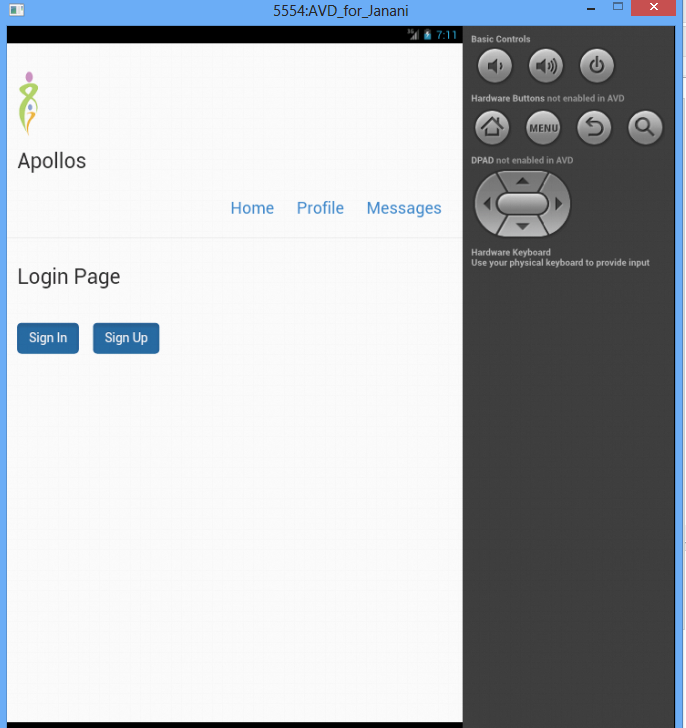 5554:AVD_for_Janani
7:11
Apollos
Home Profile Messages
Login Page
Sign In Sign Up
Basic Controls
Hardware Buttons not enabled in AVD
MENU
DPAD not enabled in AVD
Hardware Keyboard
Use your physical keyboard to provide input